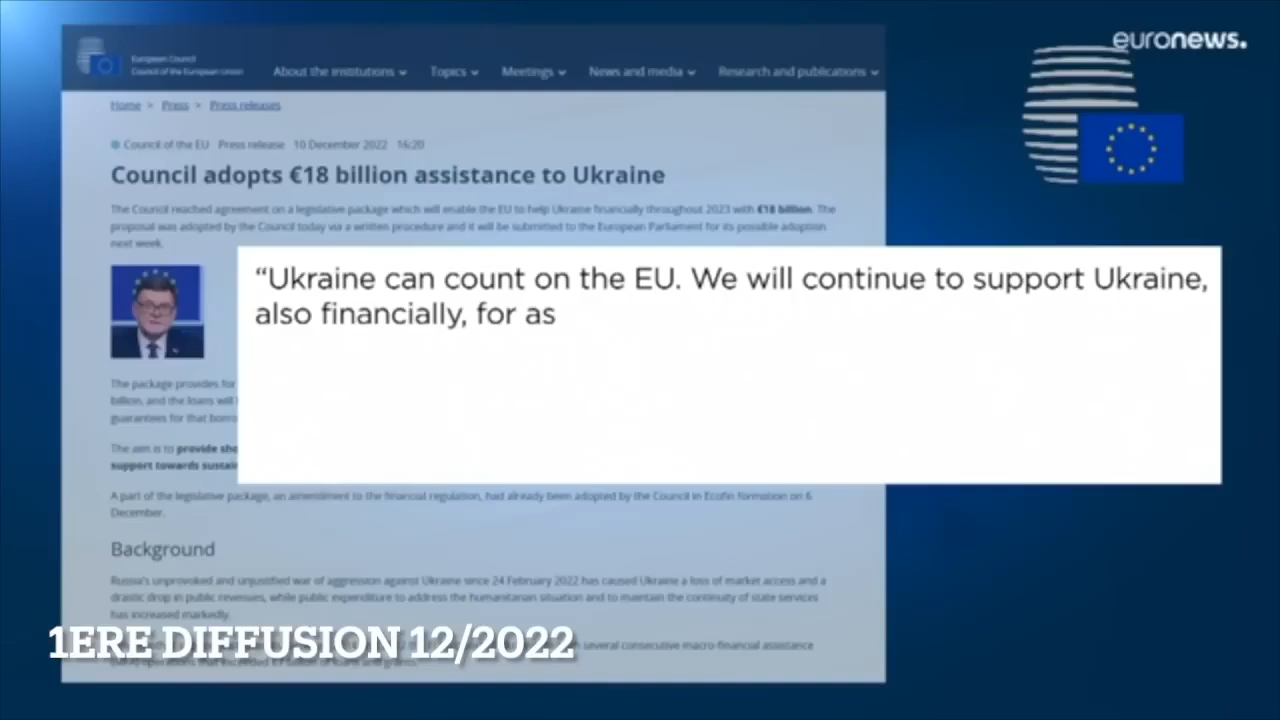 euronews.
European Council
Council of the European Union
About the institutions
Topics
Meetings
News and media
Research and publications
Home > Press > Press releases
Council of the EU Press release 10 December 2022 16:20
Council adopts €18 billion assistance to Ukraine
The Council reached agreement on a legislative package which will enable the EU to help Ukraine financially throughout 2023 with €18 billion. The
proposal was adopted by the Council today via a written procedure and it will be submitted to the European Parliament for its possible adoption
next week.
“Ukraine can count on the EU. We will continue to support Ukraine,
also financially, for as
The package provides for
billion, and the loans will
guarantees for that
The aim is to provide
support towards
A part of the legislative package, an amendment to the financial regulation, had already been adopted by the Council in Ecofin formation on 6
December.
Background
Russia's unprovoked and unjustified war of aggression against Ukraine since 24 February 2022 has caused Ukraine a loss of market access and a
drastic drop in public revenues, while public expenditure to address the humanitarian situation and to maintain the continuity of state services
has increased markedly.
several consecutive macro-financial assistance
1ERE DIFFUSION 12/2022